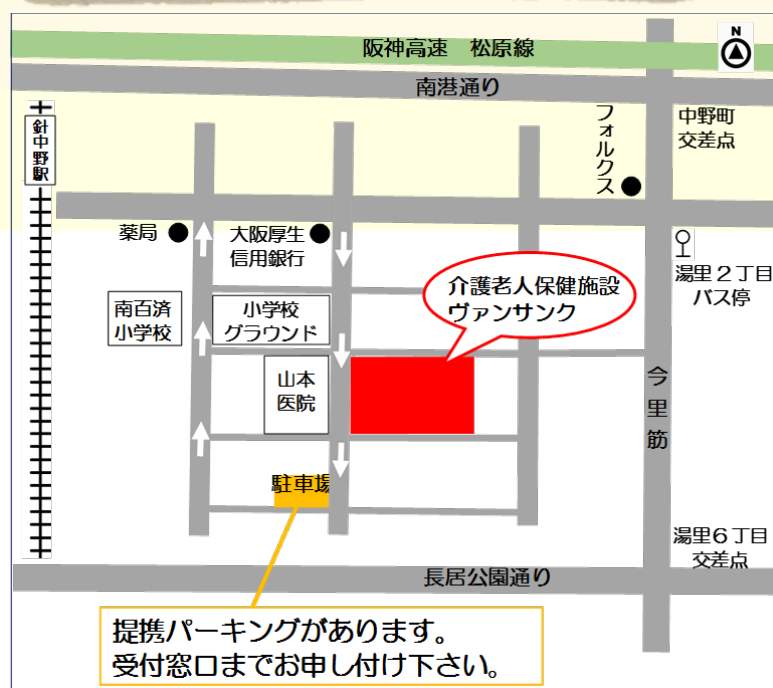 阪神高速 松原線
N
南港通り
針中野駅
フォルクス
中野町
交差点
薬局
大阪厚生
信用銀行
湯里2丁目
バス停
介護老人保健施設
ヴァンサンク
南百済
小学校
小学校
グラウンド
山本
医院
今里筋
駐車場
湯里6丁目
交差点
長居公園通り
提携パーキングがあります。
受付窓口までお申し付け下さい。